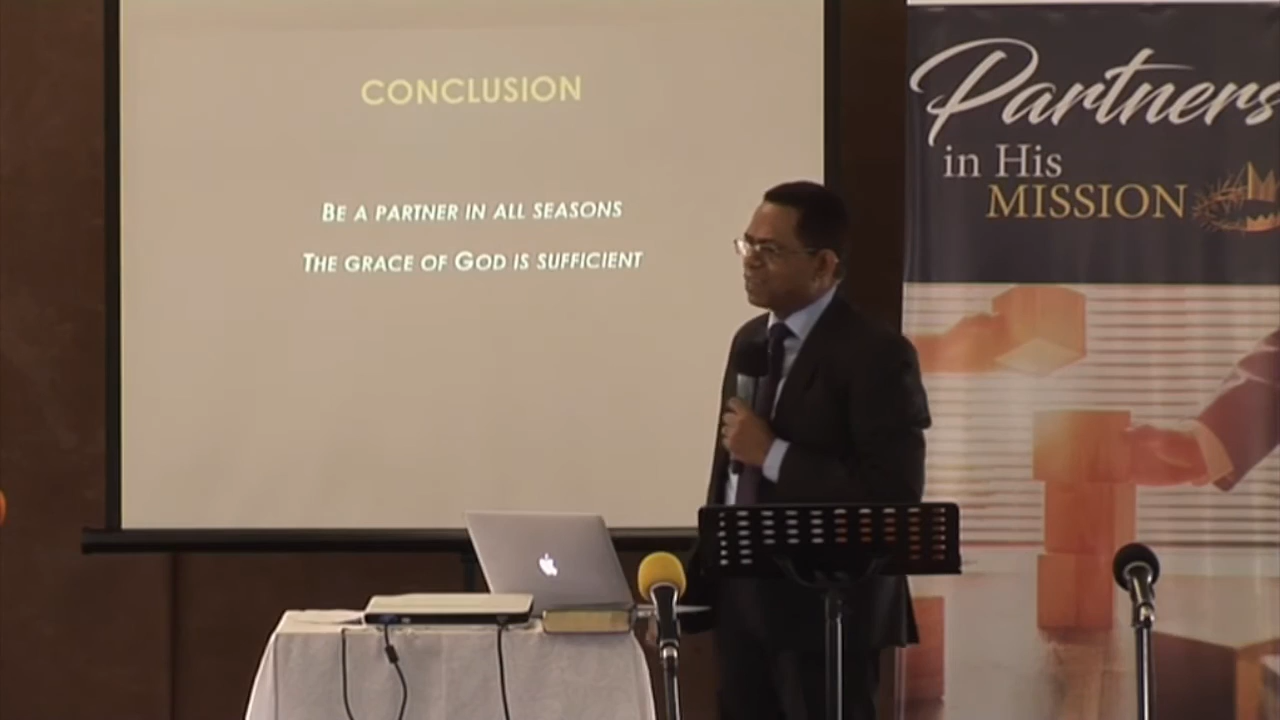 CONCLUSION
BE A PARTNER IN ALL SEASONS
THE GRACE OF GOD IS SUFFICIENT
Partners
in His
MISSION